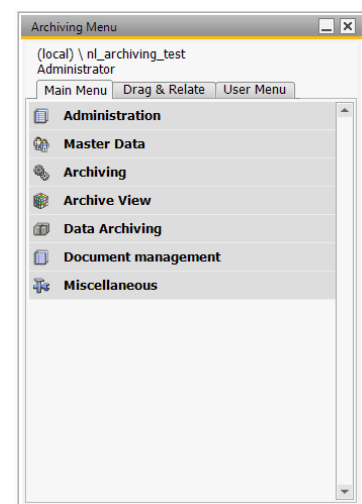 Archiving Menu
(local) \ nl_archiving_test
Administrator
Main Menu Drag & Relate User Menu
Administration
Master Data
Archiving
Archive View
Data Archiving
Document management
Miscellaneous